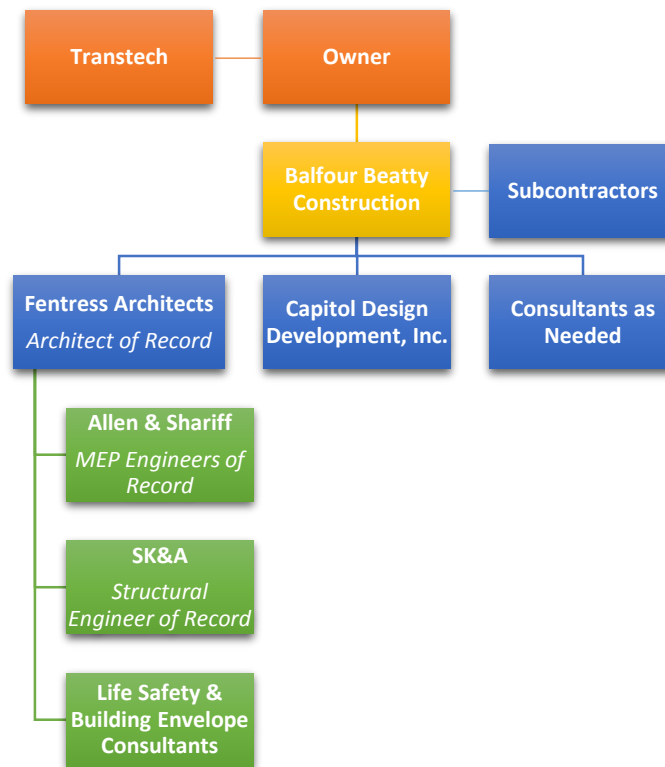 Transtech
Owner
Balfour Beatty
Construction
Subcontractors
Fentress Architects
Architect of Record
Capitol Design
Development, Inc.
Consultants as
Needed
Allen & Shariff
MEP Engineers of
Record
SK&A
Structural
Engineer of Record
Life Safety &
Building Envelope
Consultants